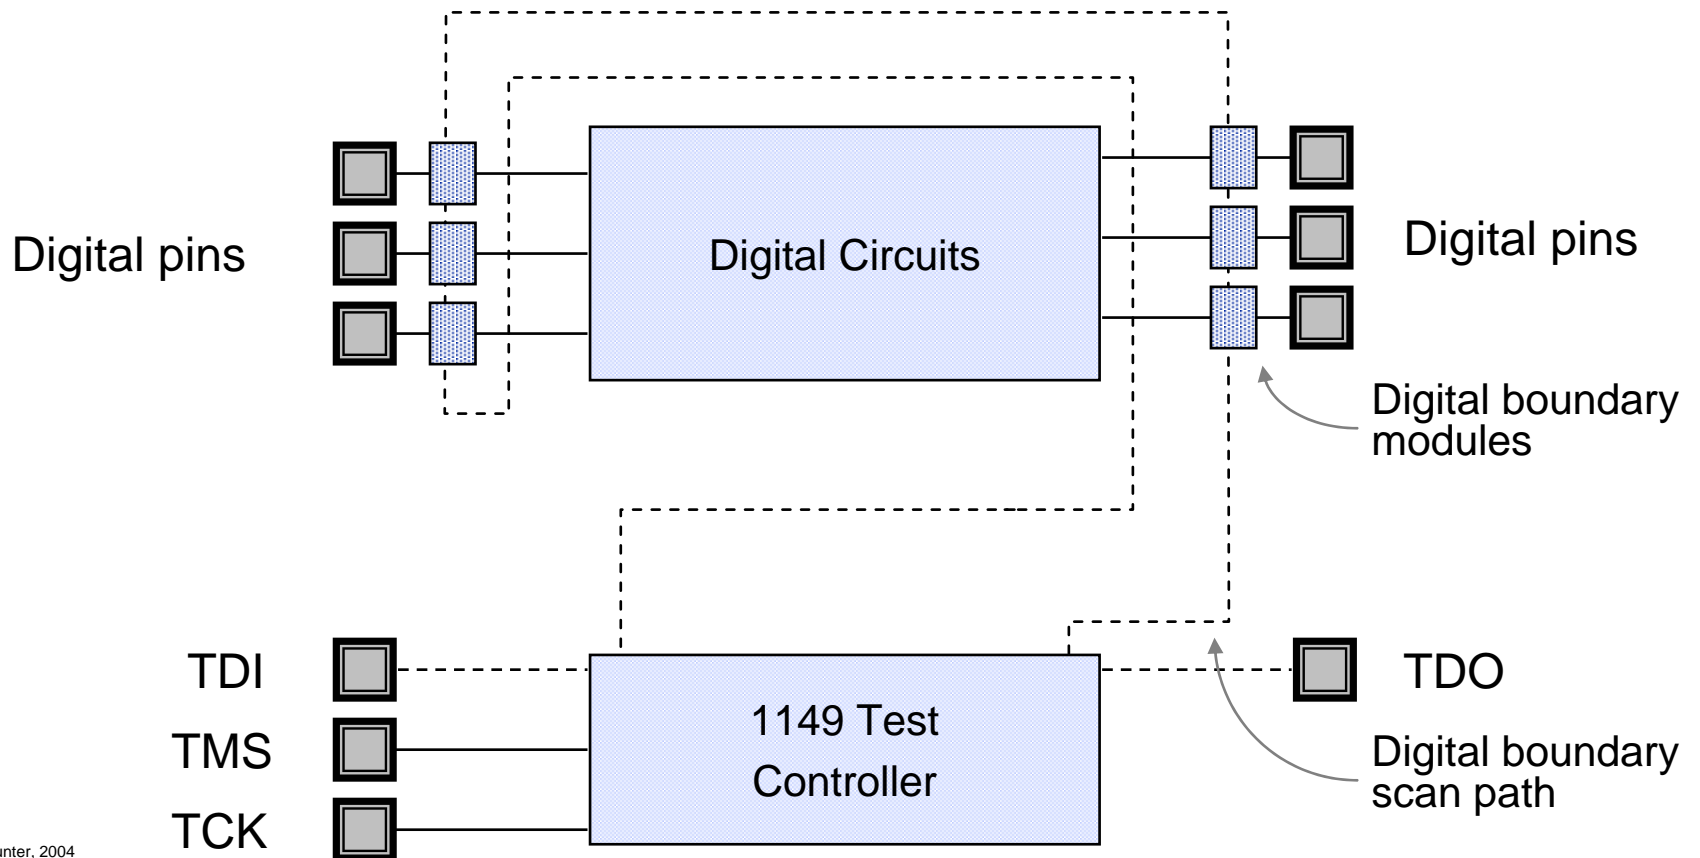 Digital pins
Digital Circuits
Digital pins
Digital boundary
modules
TDI
TDO
1149 Test
Controller
TMS
Digital boundary
scan path
TCK
2004